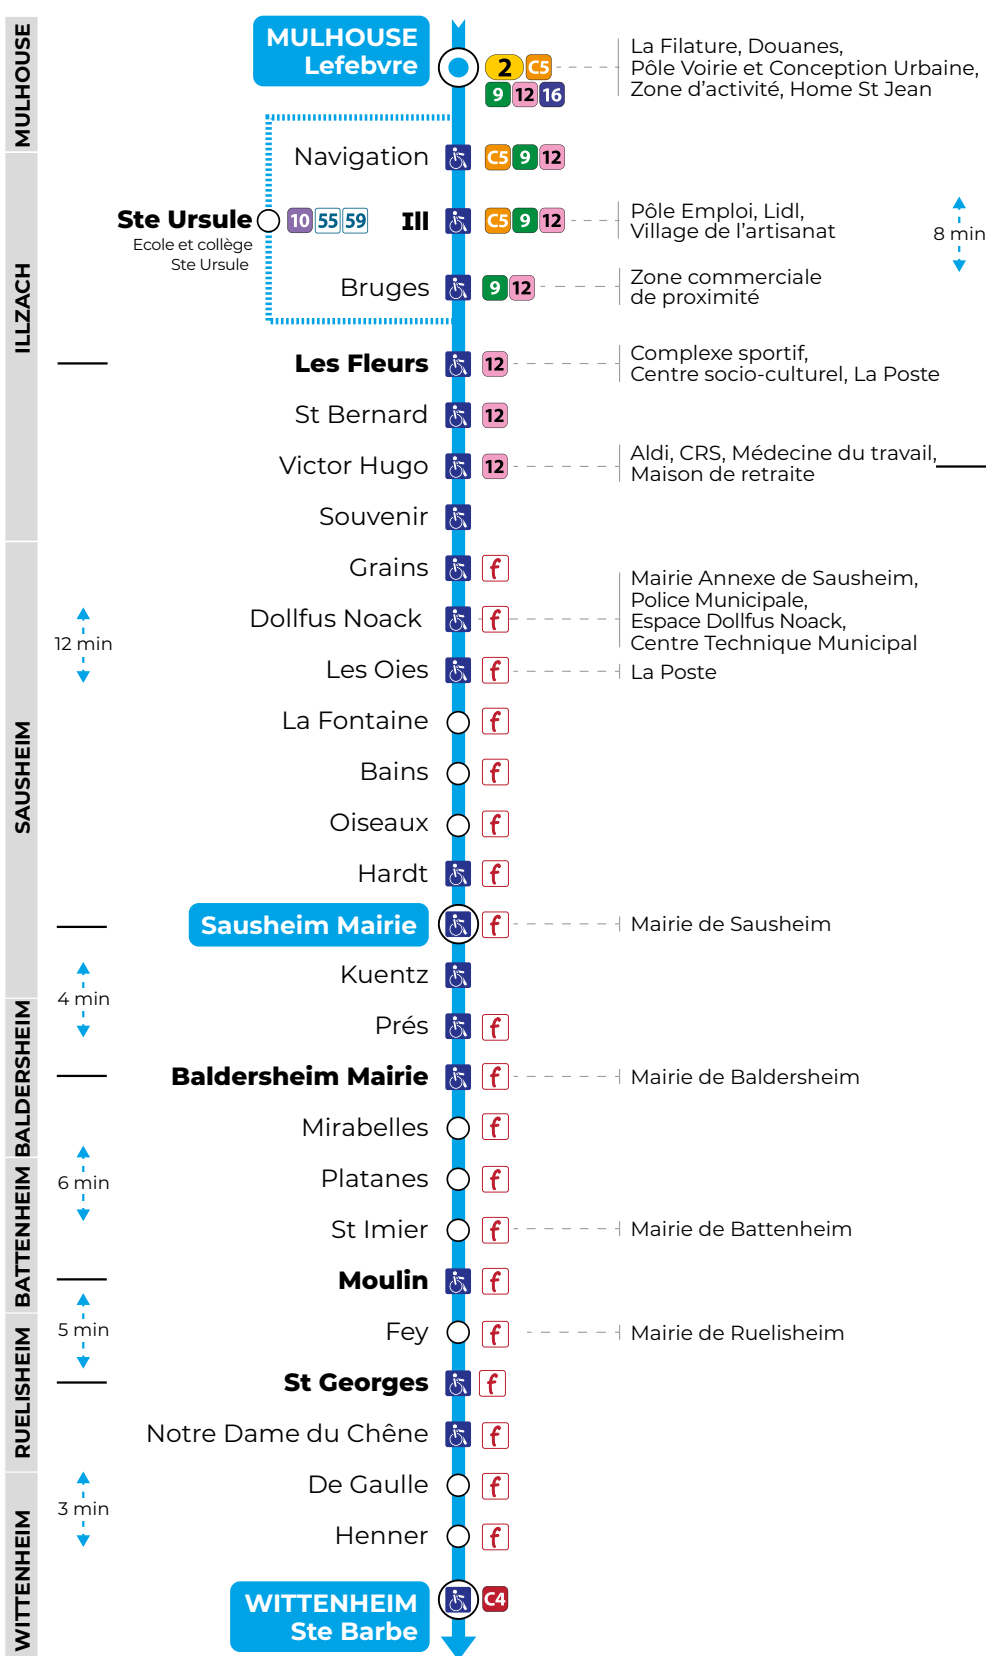 MULHOUSE
MULHOUSE
Lefebvre
2 C5
9 12 16
La Filature, Douanes,
Pôle Voirie et Conception Urbaine,
Zone d'activité, Home St Jean
ILLZACH
Navigation C5 9 12
Ste Ursule 10 55 59
Ecole et collège
Ste Ursule
Ill C5 9 12
Pôle Emploi, Lidl,
Village de l'artisanat
8 min
Bruges 9 12
Zone commerciale
de proximité
Les Fleurs 12
Complexe sportif,
Centre socio-culturel, La Poste
St Bernard 12
Victor Hugo 12
Aldi, CRS, Médecine du travail,
Maison de retraite
Souvenir
SAUSHEIM
Grains f
12 min
Dollfus Noack f
Mairie Annexe de Sausheim,
Police Municipale,
Espace Dollfus Noack,
Centre Technique Municipal
Les Oies f
La Poste
La Fontaine f
Bains f
Oiseaux f
Hardt f
Sausheim Mairie f
Mairie de Sausheim
Kuentz
4 min
BALDERSHEIM
Prés f
Baldersheim Mairie f
Mairie de Baldersheim
Mirabelles f
BATTENHEIM
6 min
Platanes f
St Imier f
Mairie de Battenheim
Moulin f
RUELISHEIM
5 min
Fey f
Mairie de Ruelisheim
St Georges f
Notre Dame du Chêne f
WITTENHEIM
3 min
De Gaulle f
Henner f
WITTENHEIM
Ste Barbe
C4